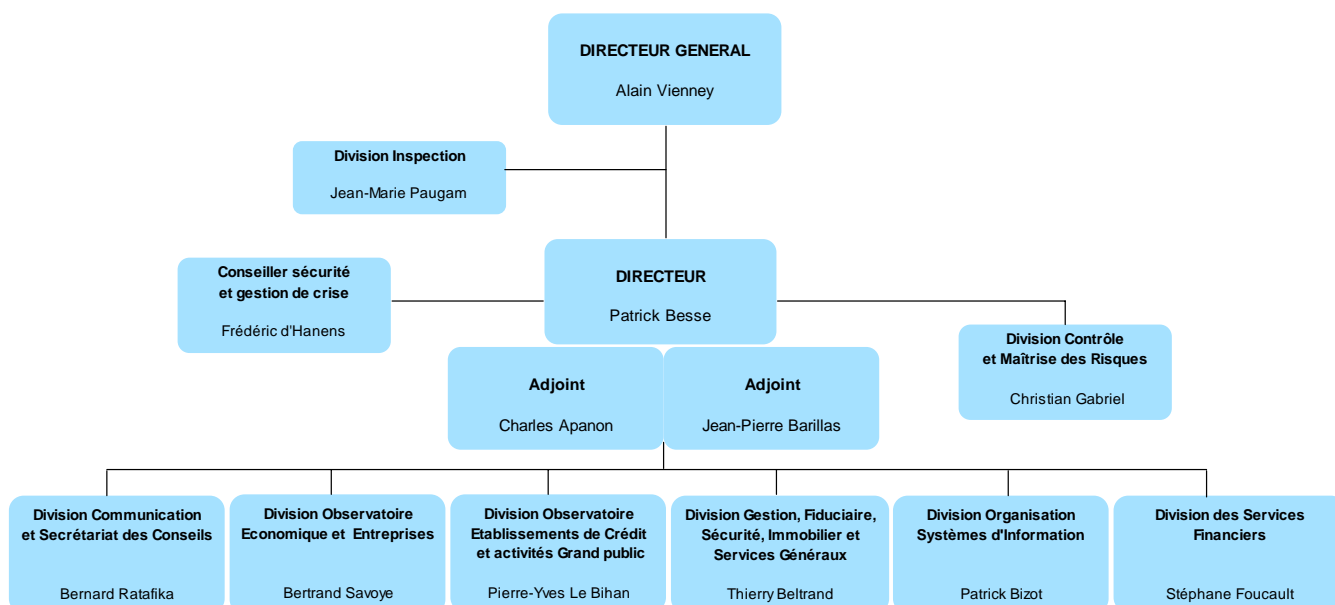 DIRECTEUR GENERAL
Alain Vienney
Division Inspection
Jean-Marie Paugam
Conseiller sécurité
et gestion de crise
Frédéric d'Hanens
DIRECTEUR
Patrick Besse
Division Contrôle
et Maîtrise des Risques
Christian Gabriel
Adjoint
Charles Apanon
Adjoint
Jean-Pierre Barillas
Division Communication
et Secrétariat des Conseils
Bernard Ratafika
Division Observatoire
Economique et Entreprises
Bertrand Savoye
Division Observatoire
Etablissements de Crédit
et activités Grand public
Pierre-Yves Le Bihan
Division Gestion, Fiduciaire,
Sécurité, Immobilier et
Services Généraux
Thierry Beltrand
Division Organisation
Systèmes d'Information
Patrick Bizot
Division des Services
Financiers
Stéphane Foucault